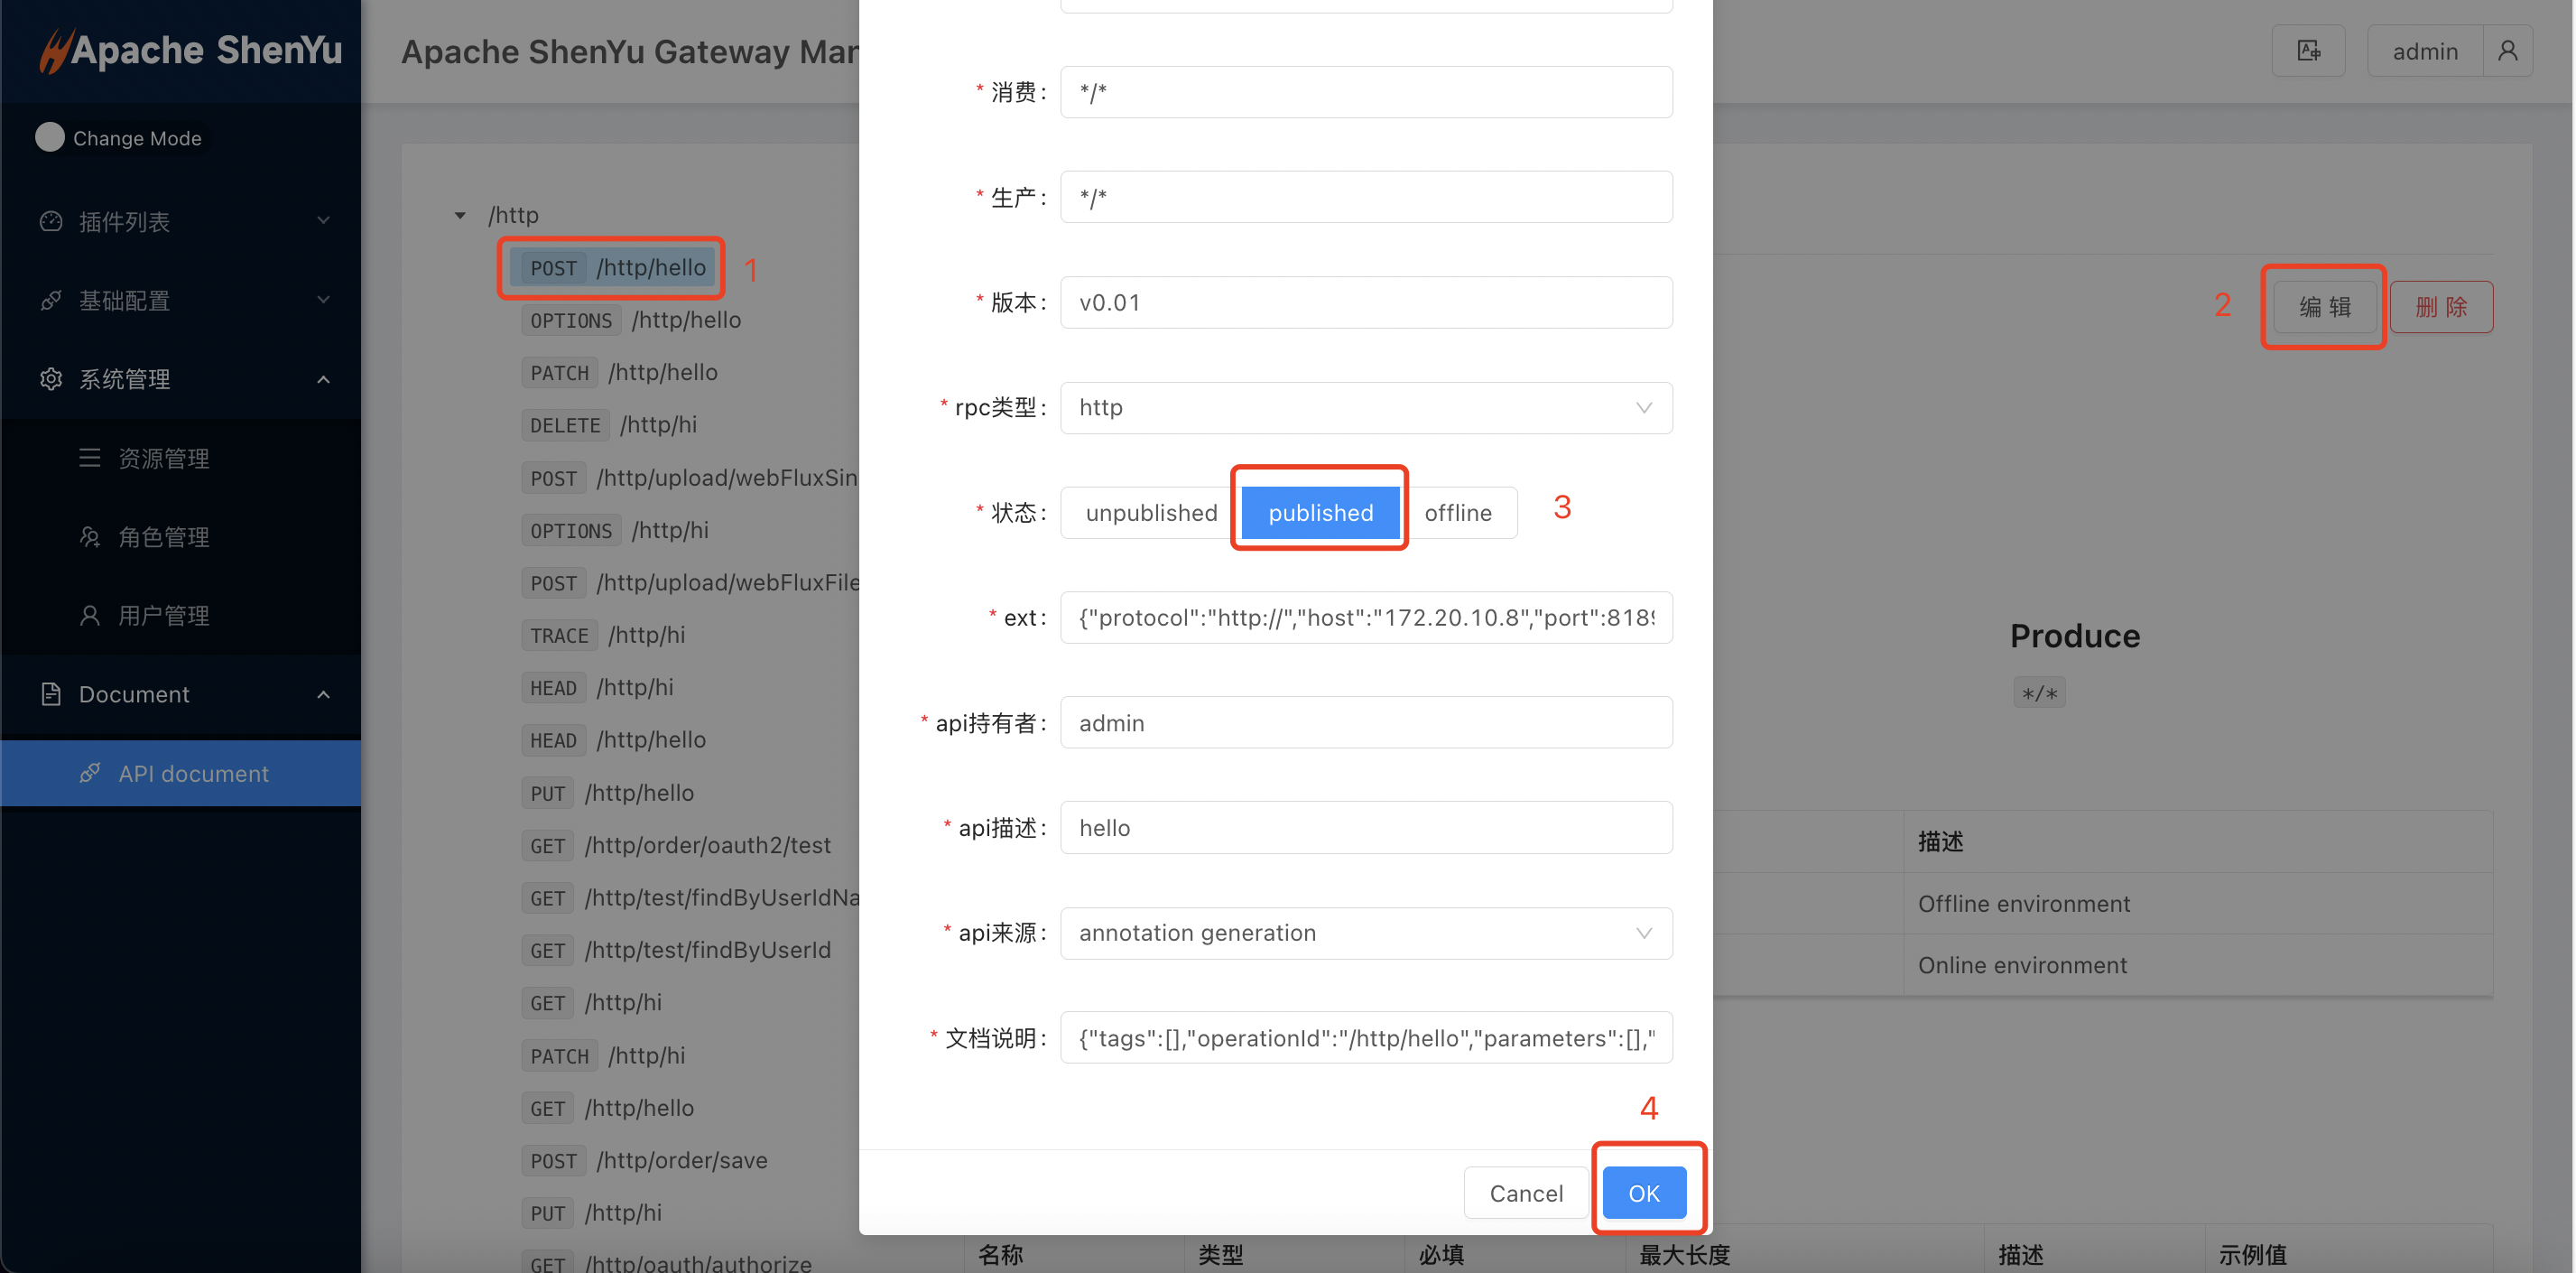 Apache ShenYu
Change Mode
插件列表
基础配置
系统管理
资源管理
角色管理
用户管理
Document
API document
Apache ShenYu Gateway Mar
admin
/http
POST /http/hello 1
OPTIONS /http/hello
PATCH /http/hello
DELETE /http/hi
POST /http/upload/webFluxSin
OPTIONS /http/hi
POST /http/upload/webFluxFile
TRACE /http/hi
HEAD /http/hi
HEAD /http/hello
PUT /http/hello
GET /http/order/oauth2/test
GET /http/test/findByUserIdNa
GET /http/test/findByUserId
GET /http/hi
PATCH /http/hi
GET /http/hello
POST /http/order/save
PUT /http/hi
GET /http/oauth/authorize
* 消费: */*
* 生产: */*
* 版本: v0.01
* rpc类型: http
* 状态: unpublished published offline 3
* ext: {"protocol":"http://","host":"172.20.10.8","port":8189
* api持有者: admin
* api描述: hello
* api来源: annotation generation
* 文档说明: {"tags":[],"operationId":"/http/hello","parameters":[],"
4
Cancel OK
2 编 辑 删 除
Produce
*/*
描述
Offline environment
Online environment
名称 类型 必填 最大长度 描述 示例值